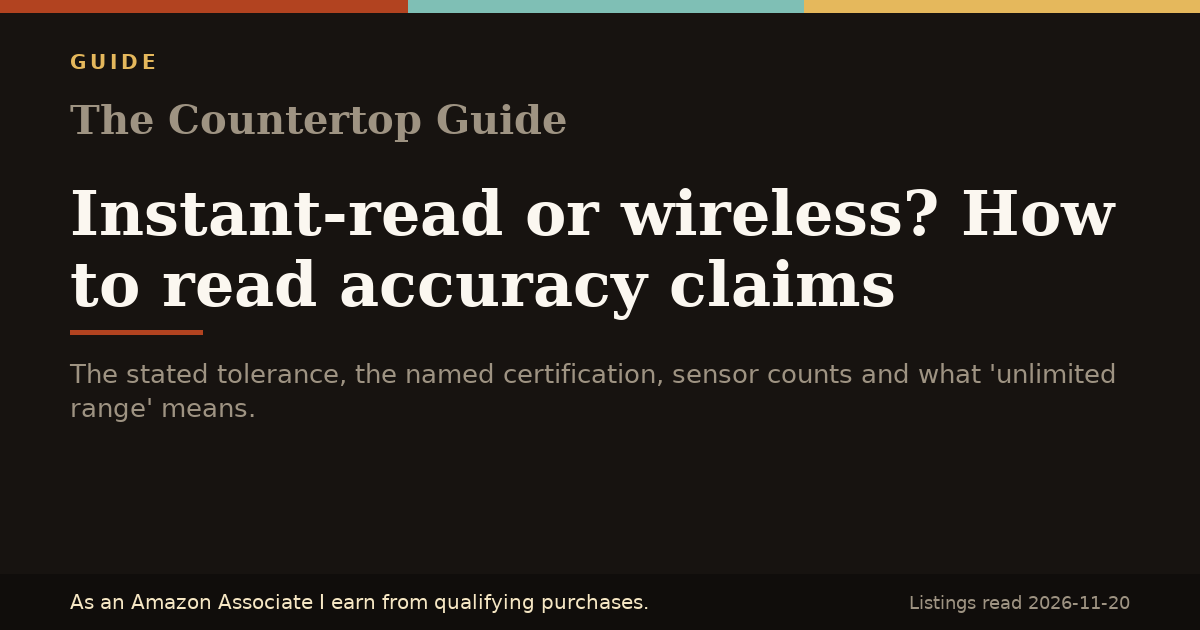 GUIDE
The Countertop Guide
Instant-read or wireless? How
to read accuracy claims
The stated tolerance, the named certification, sensor counts and what 'unlimited
range' means.
As an Amazon Associate I earn from qualifying purchases.
Listings read 2026-11-20